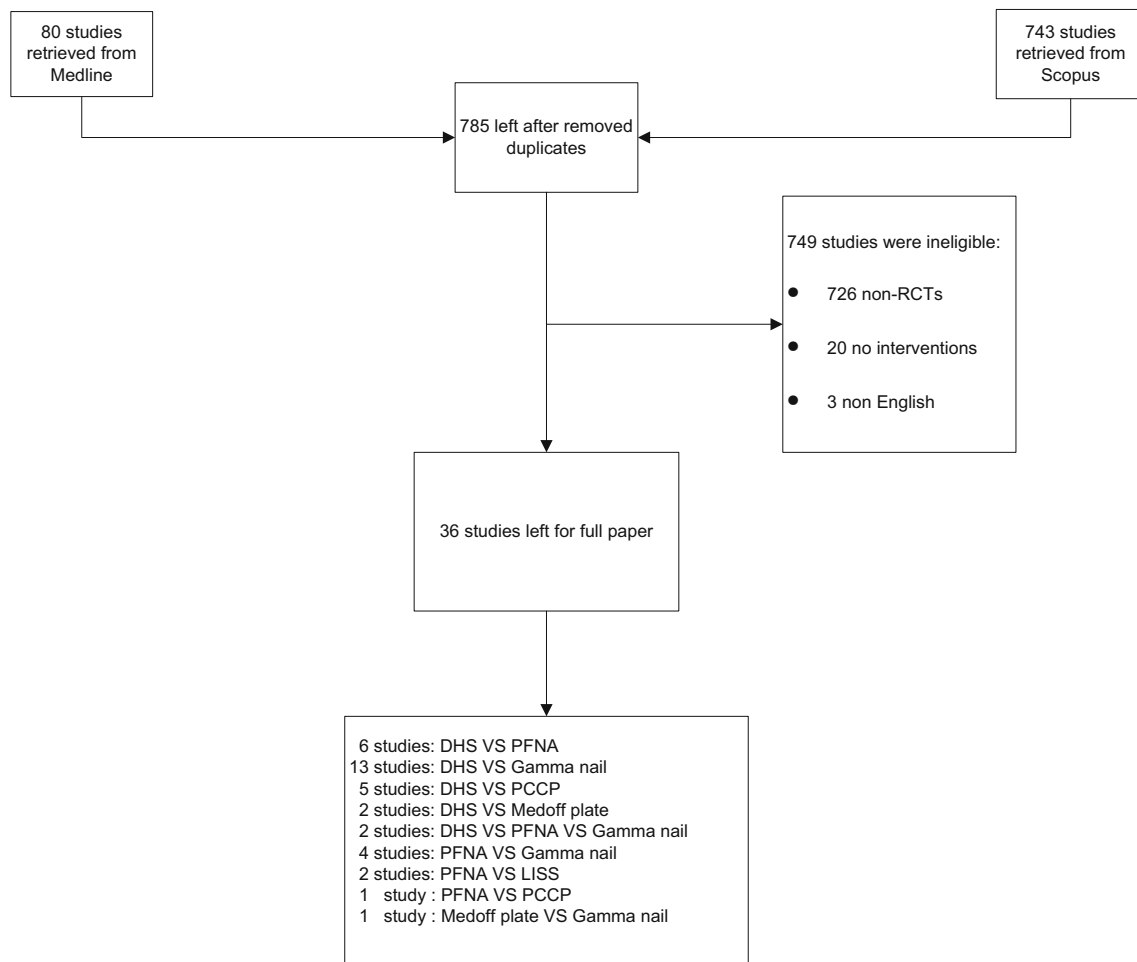 80 studies
retrieved from
Medline
743 studies
retrieved from
Scopus
785 left after removed
duplicates
749 studies were ineligible:
● 726 non-RCTs
● 20 no interventions
● 3 non English
36 studies left for full paper
6 studies: DHS VS PFNA
13 studies: DHS VS Gamma nail
5 studies: DHS VS PCCP
2 studies: DHS VS Medoff plate
2 studies: DHS VS PFNA VS Gamma nail
4 studies: PFNA VS Gamma nail
2 studies: PFNA VS LISS
1 study : PFNA VS PCCP
1 study : Medoff plate VS Gamma nail